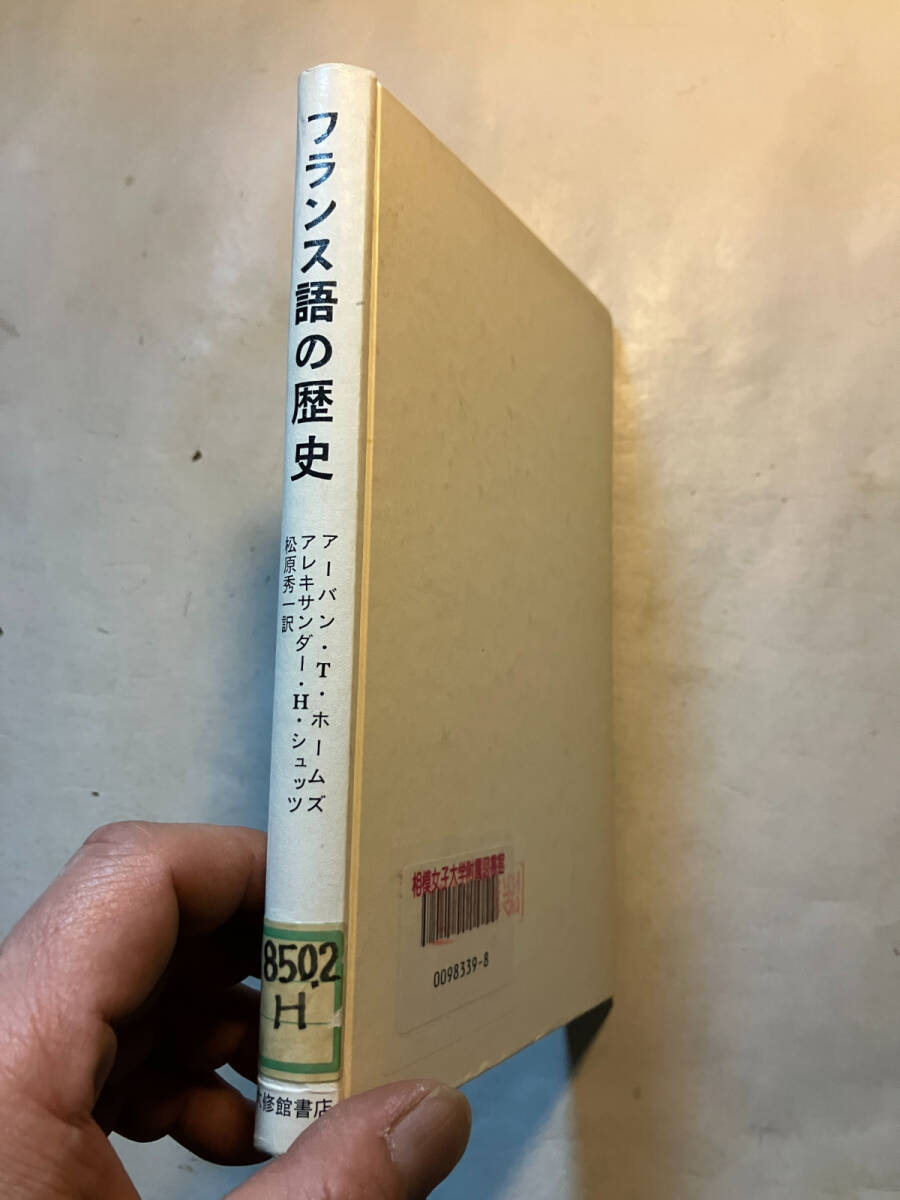 フランス語の歴史
アーバン・T・ホームズ
アレキサンダー・H・シュッツ
松原秀一訳
8502
H
大修館書店
相模女子大学附属図書館
0098339-8